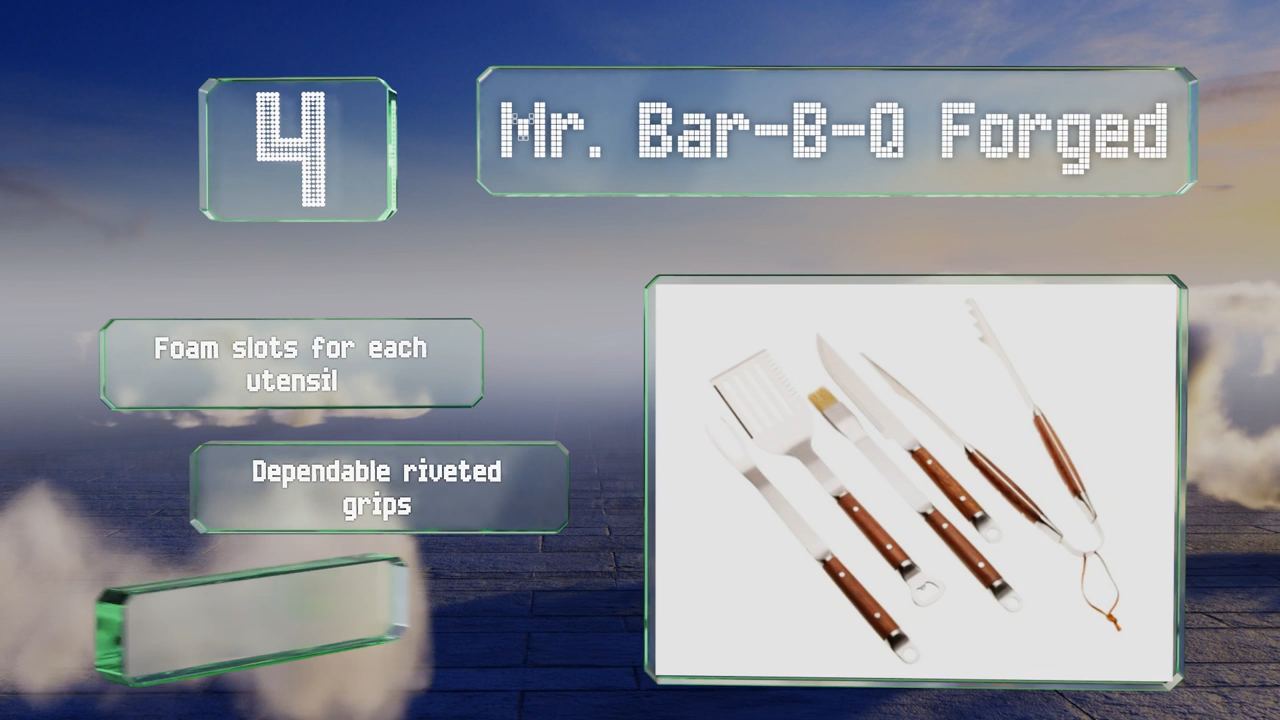 4
Mr. Bar-B-Q Forged
Foam slots for each
utensil
Dependable riveted
grips